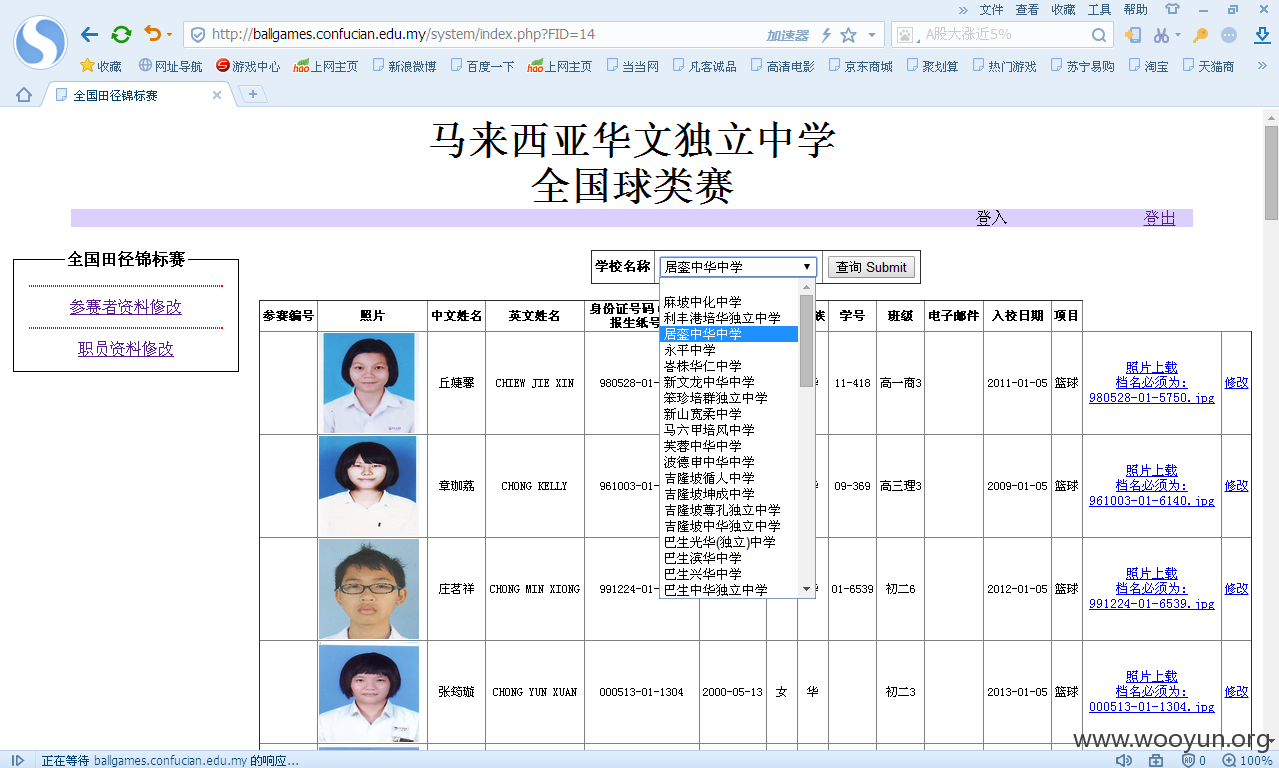 » 文件 查看 收藏 工具 帮助
http://ballgames.confucian.edu.my/system/index.php?FID=14 加速器 A股大涨近5%
收藏 网址导航 游戏中心 hao 上网主页 新浪微博 百度一下 hao 上网主页 当当网 凡客诚品 高清电影 京东商城 聚划算 热门游戏 苏宁易购 淘宝 天猫商 »
全国田径锦标赛
马来西亚华文独立中学
全国球类赛
登入 登出
全国田径锦标赛
参赛者资料修改
职员资料修改
学校名称 居銮中华中学 查询 Submit
麻坡中化中学
利丰港培华独立中学
居銮中华中学
永平中学
峇株华仁中学
新文龙中华中学
笨珍培群独立中学
新山宽柔中学
马六甲培风中学
芙蓉中华中学
波德申中华中学
吉隆坡循人中学
吉隆坡坤成中学
吉隆坡尊孔独立中学
吉隆坡中华独立中学
巴生光华(独立)中学
巴生滨华中学
巴生兴华中学
巴生中华独立中学
参赛编号 照片 中文姓名 英文姓名 身份证号码 族 学号 班级 电子邮件 入校日期 项目
报生纸号
CHIEW JIE XIN 980528-01- 11-418 高一商3 2011-01-05 篮球 照片上载 修改
档名必须为:
980528-01-5750.jpg
章珈荔 CHONG KELLY 961003-01- 09-369 高三理3 2009-01-05 篮球 照片上载 修改
档名必须为:
961003-01-6140.jpg
庄茗祥 CHONG MIN XIONG 991224-01- 01-6539 初二6 2012-01-05 篮球 照片上载 修改
档名必须为:
991224-01-6539.jpg
张筠璇 CHONG YUN XUAN 000513-01-1304 2000-05-13 女 华 初二3 2013-01-05 篮球 照片上载 修改
档名必须为:
000513-01-1304.jpg
www.wooyun.org
正在等待 ballgames.confucian.edu.my 的响应... 0 100%